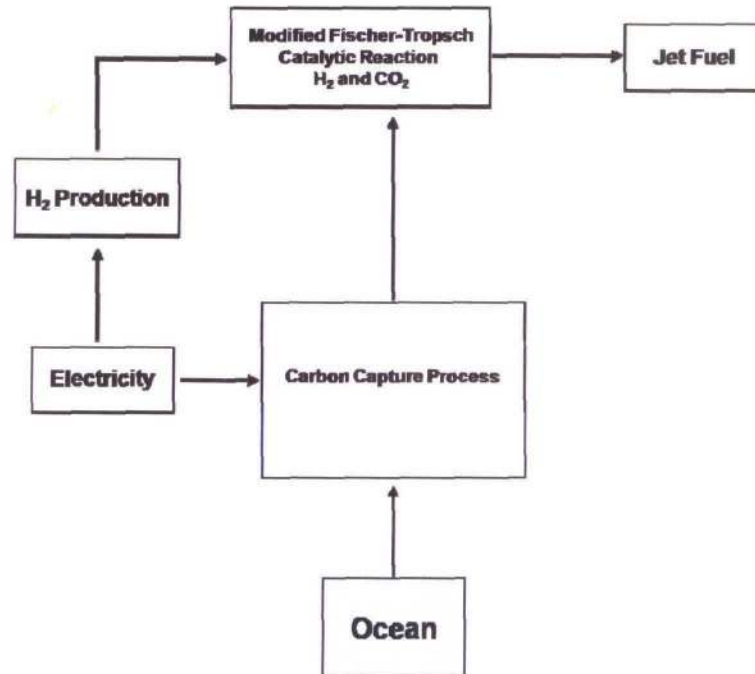 Modified Fischer-Tropsch
Catalytic Reaction
H₂ and CO₂
Jet Fuel
H₂ Production
Electricity
Carbon Capture Process
Ocean